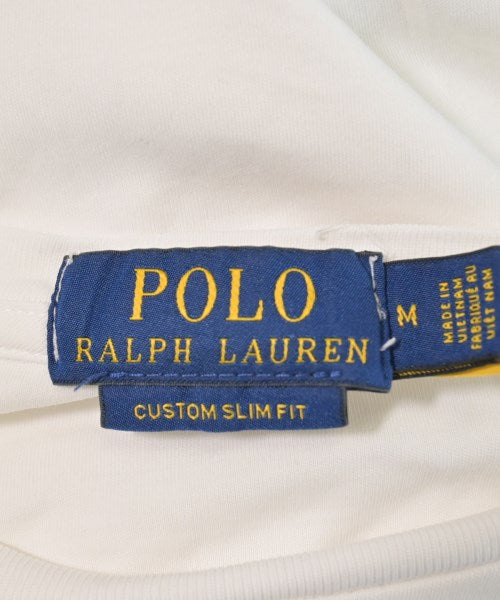 POLO
RALPH LAUREN
CUSTOM SLIM FIT
M
MADE IN
VIETNAM
FABRIQUÉ AU
VIET NAM